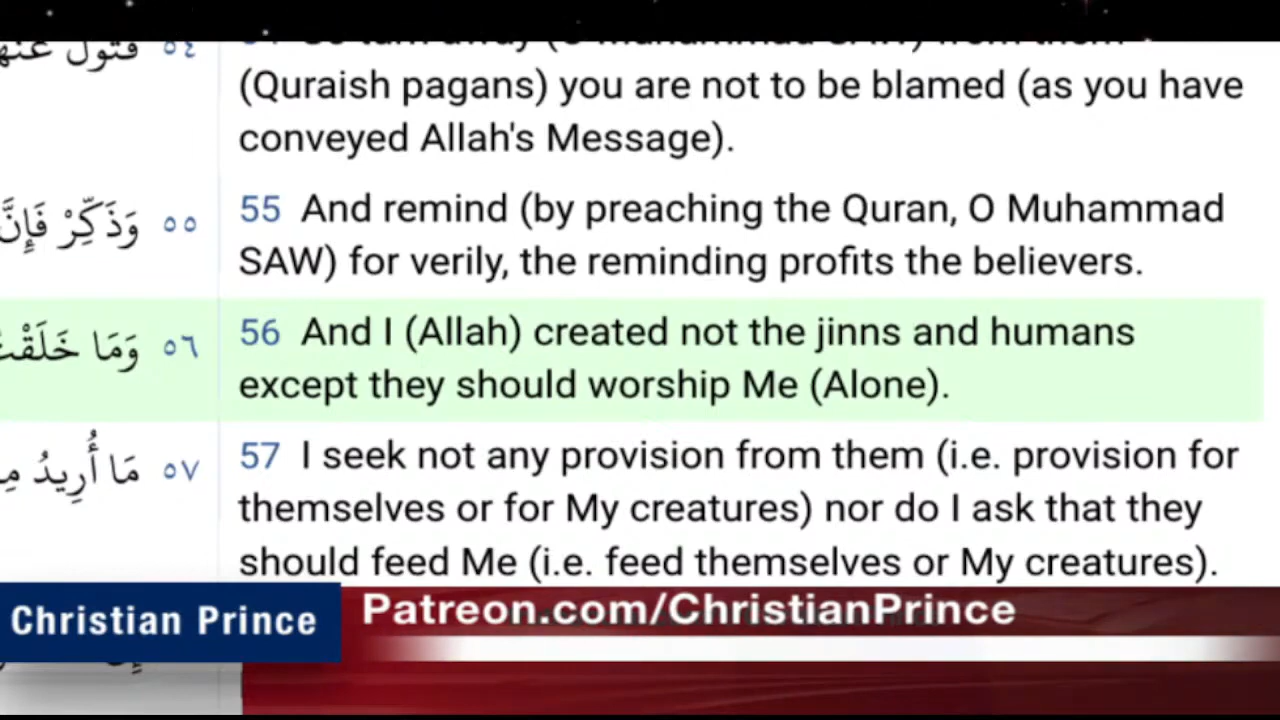 (Quraish pagans) you are not to be blamed (as you have
conveyed Allah's Message).
٥٤
وَذَكِّرْ فَإِنَّ ٥٥
55 And remind (by preaching the Quran, O Muhammad
SAW) for verily, the reminding profits the believers.
وَمَا خَلَقْتُ ٥٦
56 And I (Allah) created not the jinns and humans
except they should worship Me (Alone).
مَا أُرِيدُ ٥٧
57 I seek not any provision from them (i.e. provision for
themselves or for My creatures) nor do I ask that they
should feed Me (i.e. feed themselves or My creatures).
Christian Prince
Patreon.com/ChristianPrince